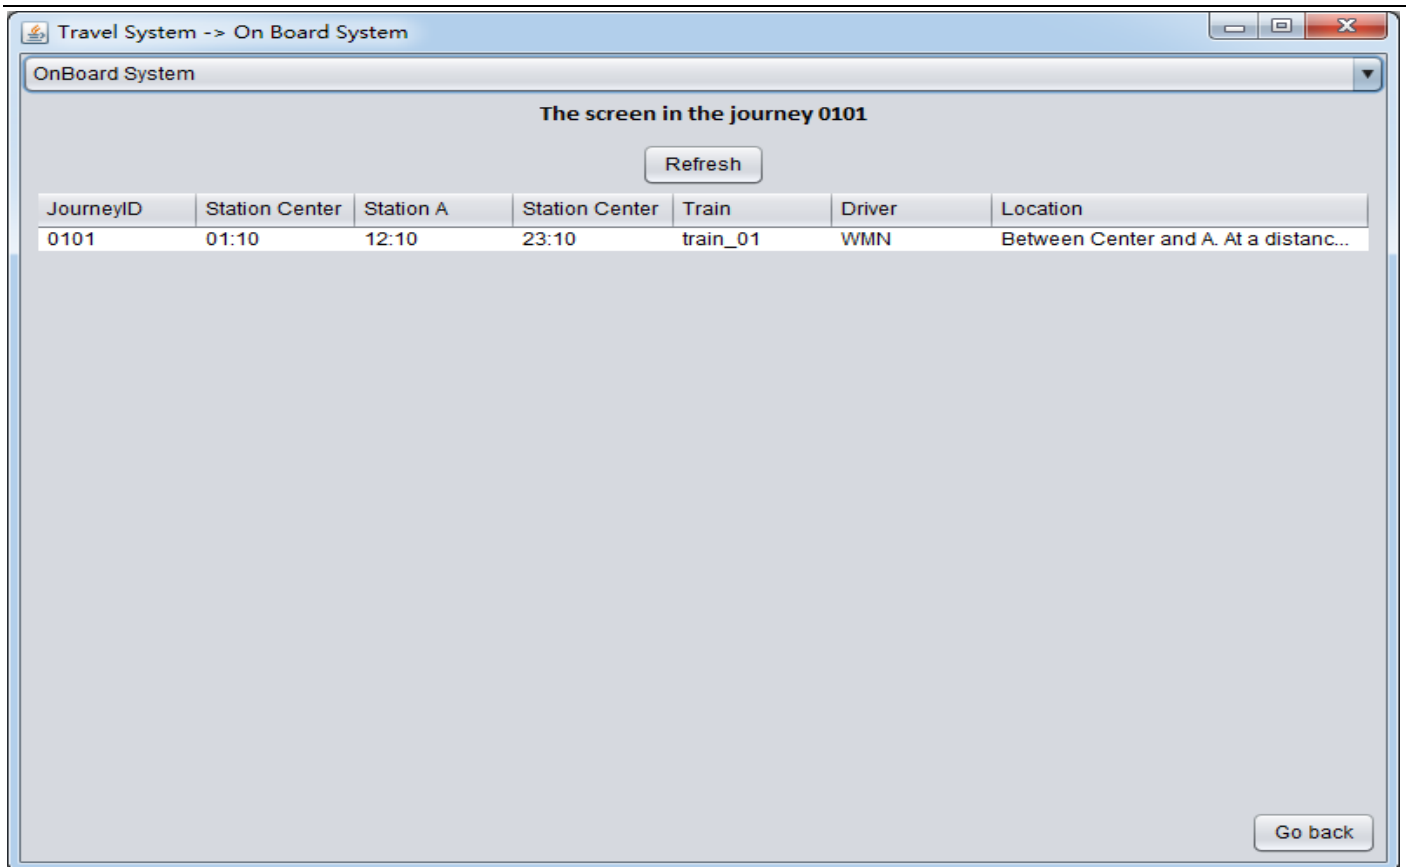 Travel System -> On Board System
OnBoard System
The screen in the journey 0101
Refresh
JourneyID Station Center Station A Station Center Train Driver Location
0101 01:10 12:10 23:10 train_01 WMN Between Center and A. At a distanc...
Go back